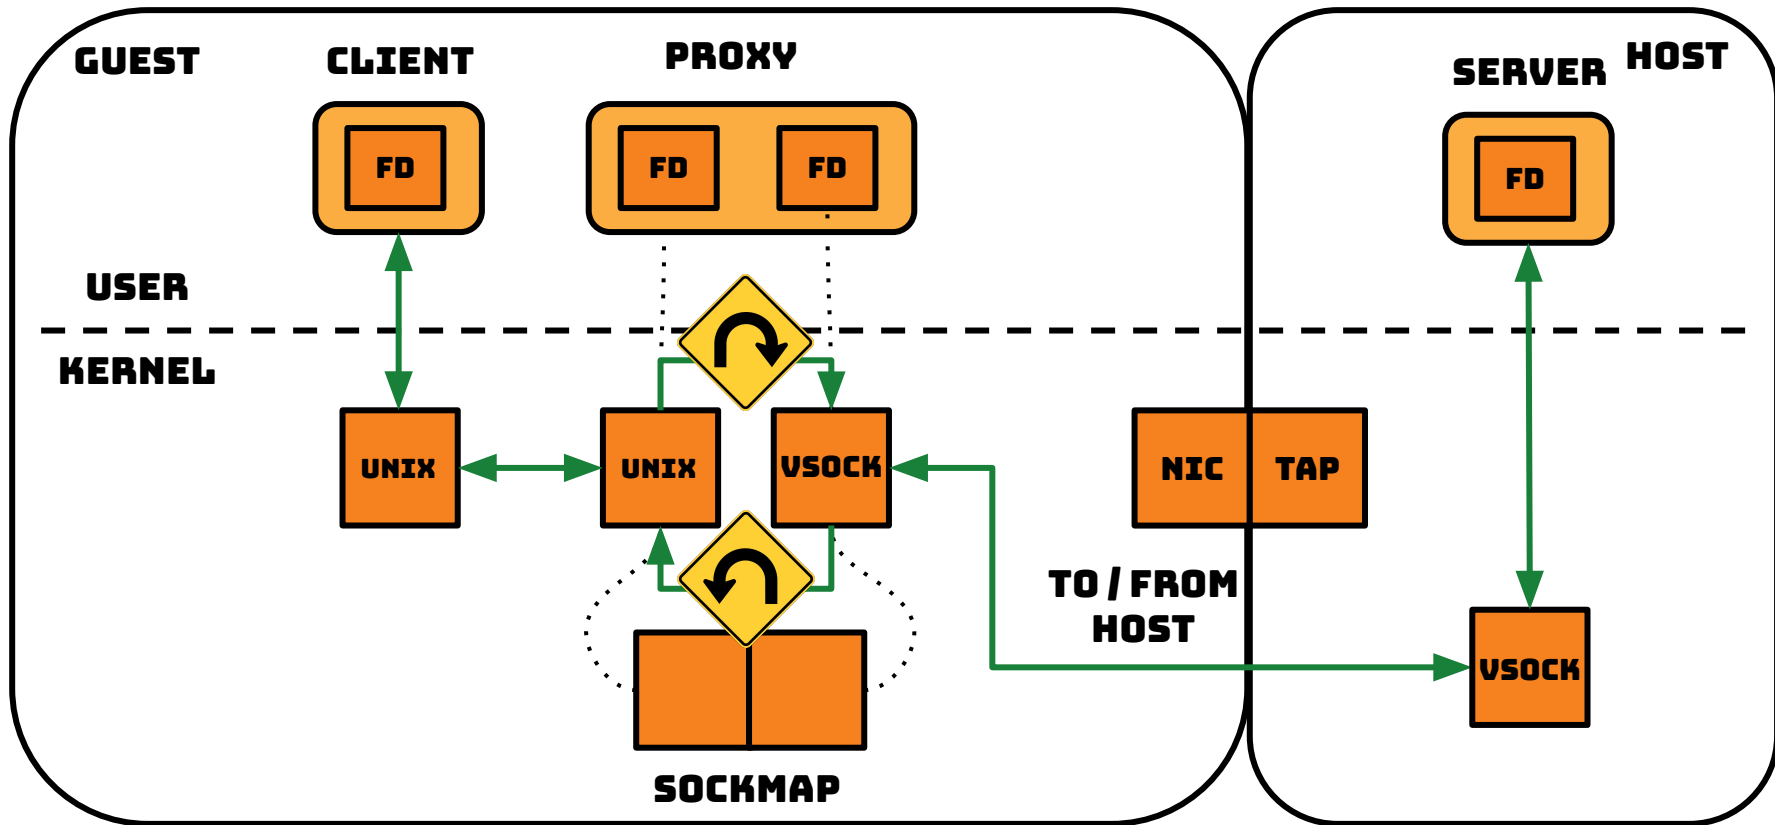 GUEST
CLIENT
PROXY
SERVER
HOST
FD
FD
FD
FD
USER
KERNEL
UNIX
UNIX
VSOCK
NIC
TAP
TO / FROM
HOST
VSOCK
SOCKMAP